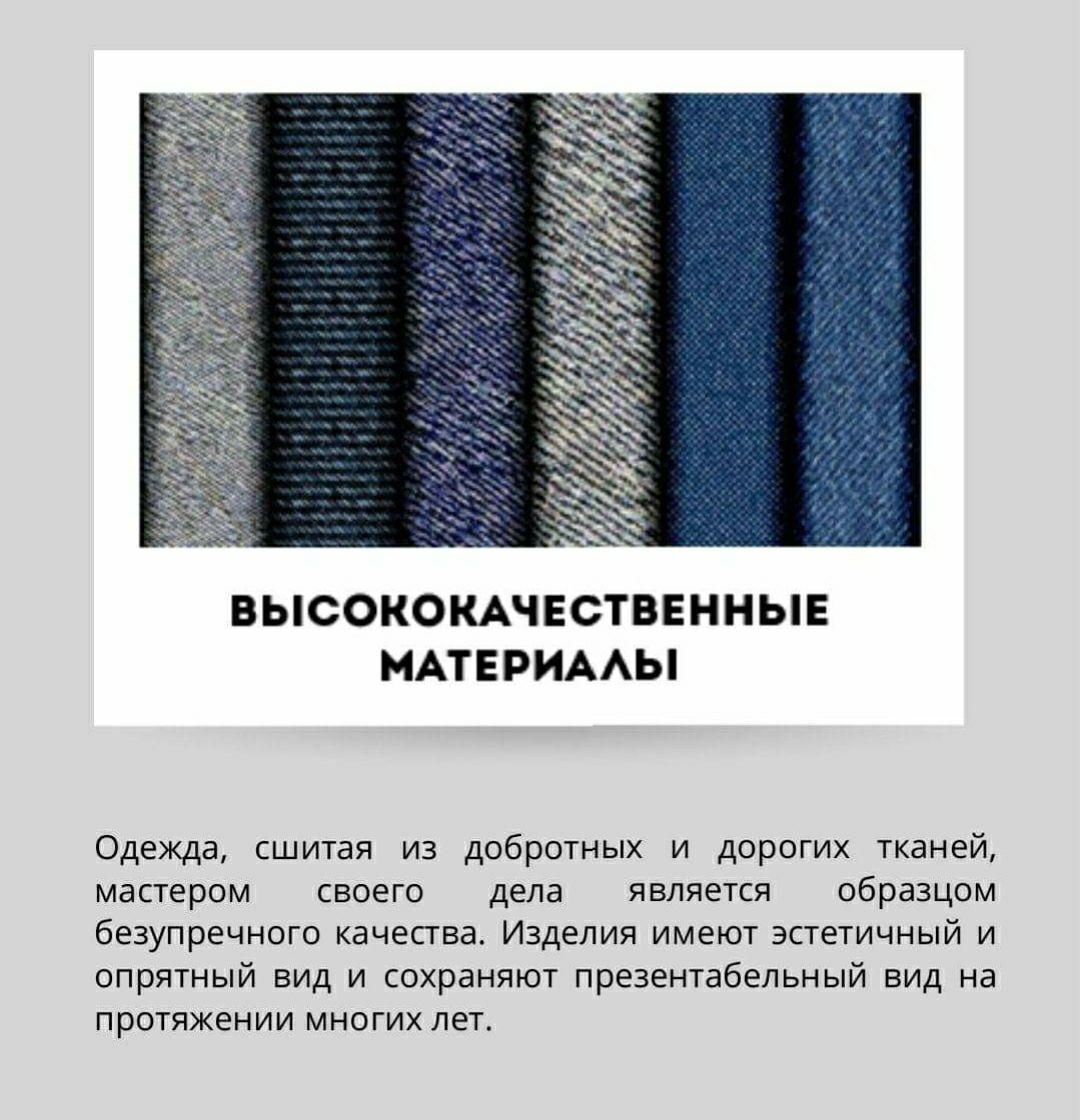 ВЫСОКОКАЧЕСТВЕННЫЕ
МАТЕРИАЛЫ
Одежда, сшитая из добротных и дорогих тканей,
мастером своего дела является образцом
безупречного качества. Изделия имеют эстетичный и
опрятный вид и сохраняют презентабельный вид на
протяжении многих лет.